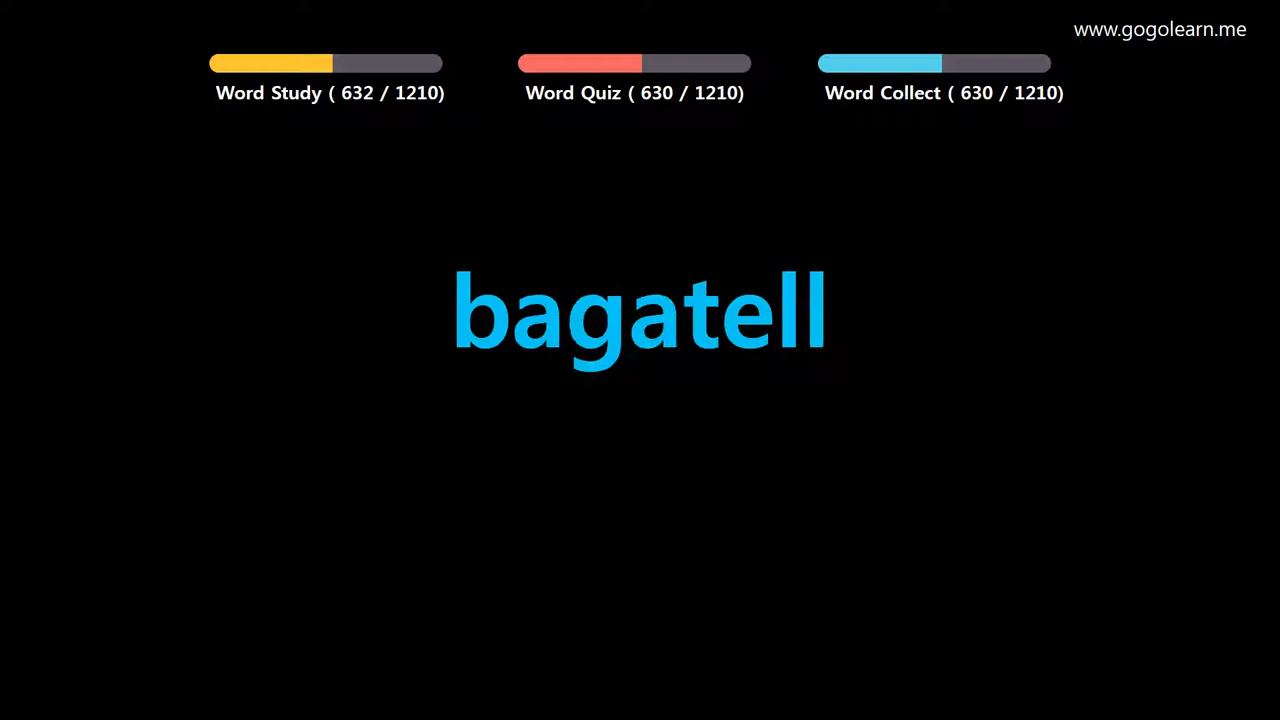 www.gogolearn.me
Word Study ( 632 / 1210)
Word Quiz ( 630 / 1210)
Word Collect ( 630 / 1210)
bagatell